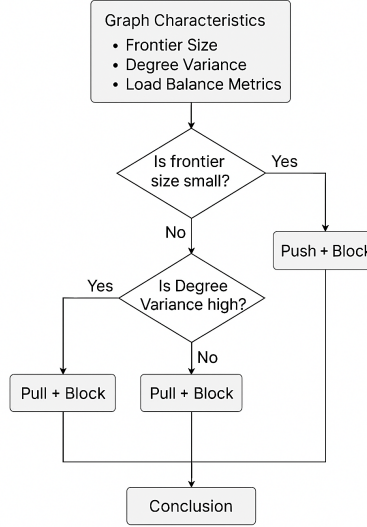 Graph Characteristics
• Frontier Size
• Degree Variance
• Load Balance Metrics
Is frontier
size small?
Yes
No
Push + Block
Is Degree
Variance high?
Yes
No
Pull + Block
Pull + Block
Conclusion